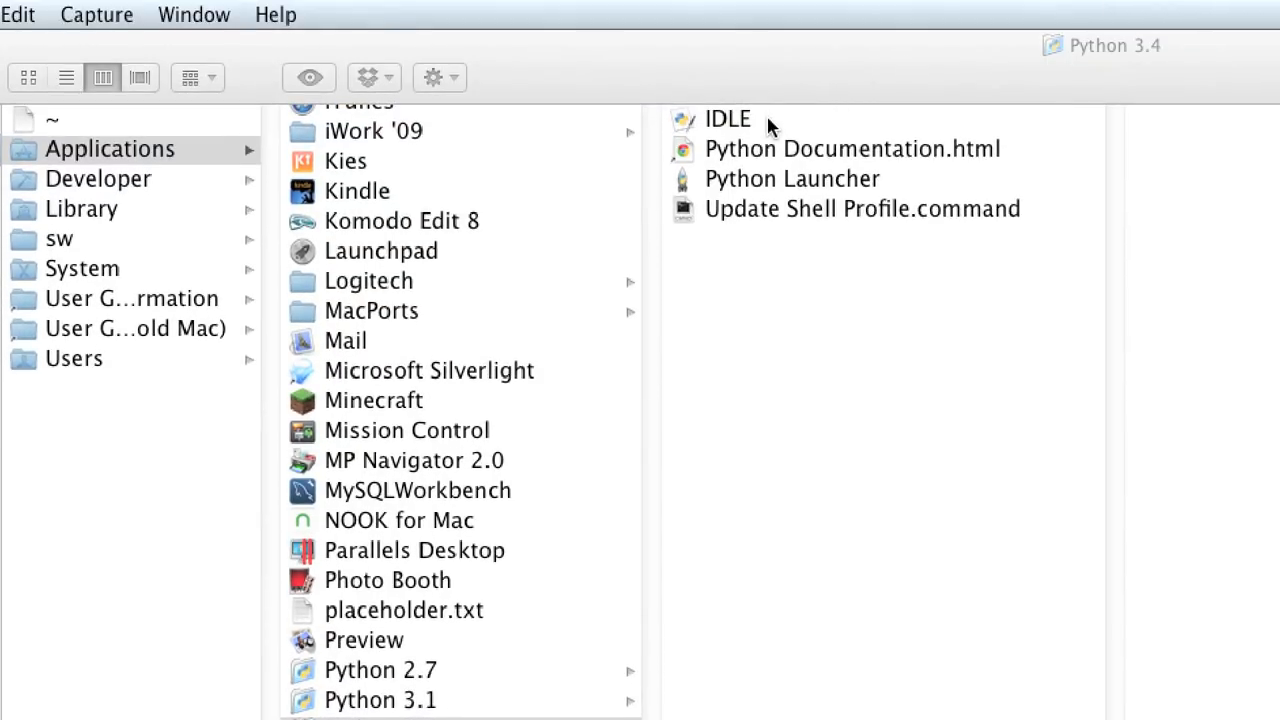 Edit Capture Window Help
Python 3.4
~
Applications
Developer
Library
sw
System
User G...rmation
User G...old Mac)
Users
iTunes
iWork '09
Kies
Kindle
Komodo Edit 8
Launchpad
Logitech
MacPorts
Mail
Microsoft Silverlight
Minecraft
Mission Control
MP Navigator 2.0
MySQLWorkbench
NOOK for Mac
Parallels Desktop
Photo Booth
placeholder.txt
Preview
Python 2.7
Python 3.1
IDLE
Python Documentation.html
Python Launcher
Update Shell Profile.command